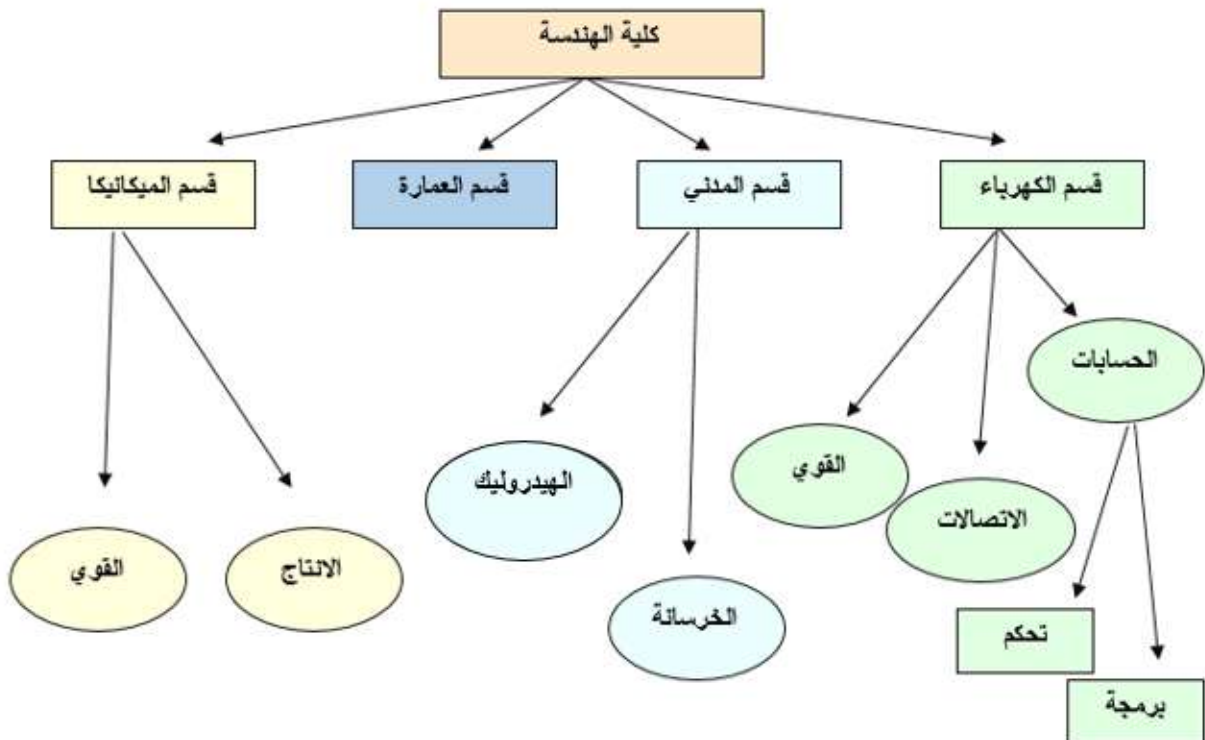 كلية الهندسة
قسم الكهرباء
قسم المدني
قسم العمارة
قسم الميكانيكا
الحسابات
القوي
الاتصالات
الهيدروليك
الخرسانة
الانتاج
القوي
تحكم
برمجة